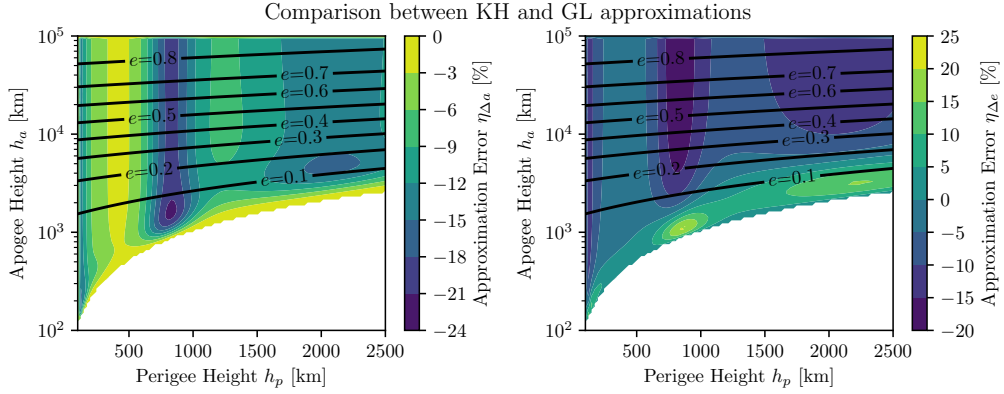 Comparison between KH and GL approximations
Apogee Height h_a [km]
10^5
10^4
10^3
10^2
e=0.8
e=0.7
e=0.6
e=0.5
e=0.4
e=0.3
e=0.2
e=0.1
500
1000
1500
2000
2500
Perigee Height h_p [km]
0
−3
−6
−9
−12
−15
−18
−21
−24
Approximation Error η_{Δa} [%]
Apogee Height h_a [km]
10^5
10^4
10^3
10^2
e=0.8
e=0.7
e=0.6
e=0.5
e=0.4
e=0.3
e=0.2
e=0.1
500
1000
1500
2000
2500
Perigee Height h_p [km]
25
20
15
10
5
0
−5
−10
−15
−20
Approximation Error η_{Δe} [%]